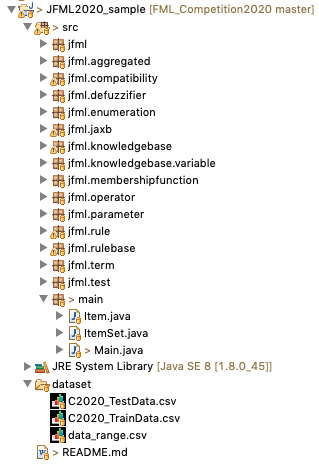 > JFML2020_sample [FML_Competition2020 master]
> src
jfml
jfml.aggregated
jfml.compatibility
jfml.defuzzifier
jfml.enumeration
jfml.jaxb
jfml.knowledgebase
jfml.knowledgebase.variable
jfml.membershipfunction
jfml.operator
jfml.parameter
jfml.rule
jfml.rulebase
jfml.term
jfml.test
> main
Item.java
ItemSet.java
> Main.java
JRE System Library [Java SE 8 [1.8.0_45]]
dataset
C2020_TestData.csv
C2020_TrainData.csv
data_range.csv
> README.md